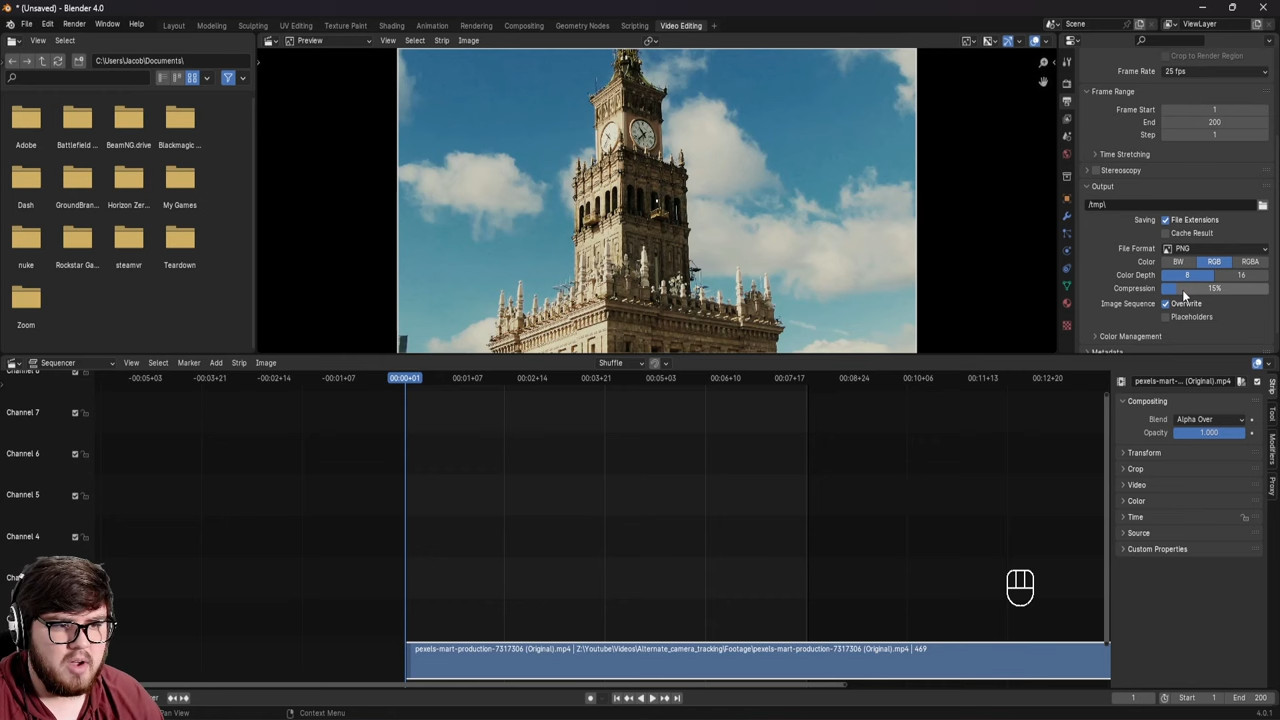 * (Unsaved) - Blender 4.0
File Edit Render Window Help
Layout Modeling Sculpting UV Editing Texture Paint Shading Animation Rendering Compositing Geometry Nodes Scripting Video Editing +
Scene
ViewLayer
View Select
Preview View Select Strip Image
C:\Users\Jacob\Documents\
Adobe
Battlefield ...
BeamNG.drive
Blackmagic ...
Dash
GroundBran...
Horizon Zer...
My Games
nuke
Rockstar Ga...
steamvr
Teardown
Zoom
Crop to Render Region
Frame Rate 25 fps
Frame Range
Frame Start 1
End 200
Step 1
Time Stretching
Stereoscopy
Output
/tmp\
Saving File Extensions
Cache Result
File Format PNG
Color BW RGB RGBA
Color Depth 8 16
Compression 15%
Image Sequence Overwrite
Placeholders
Color Management
Metadata
Sequencer View Select Marker Add Strip Image
Shuffle
-00:05+03 -00:03+21 -00:02+14 -00:01+07 00:00+01 00:01+07 00:02+14 00:03+21 00:05+03 00:06+10 00:07+17 00:08+24 00:10+06 00:11+13 00:12+20
Channel 7
Channel 6
Channel 5
Channel 4
pexels-mart-production-7317306 (Original).mp4 | Z:\Youtube\Videos\Alternate_camera_tracking\Footage\pexels-mart-production-7317306 (Original).mp4 | 469
pexels-mart-... (Original).mp4
Compositing
Blend Alpha Over
Opacity 1.000
Transform
Crop
Video
Color
Time
Source
Custom Properties
Strip
Tool
Modifiers
Proxy
1 Start 1 End 200
Pan View
Context Menu
4.0.1